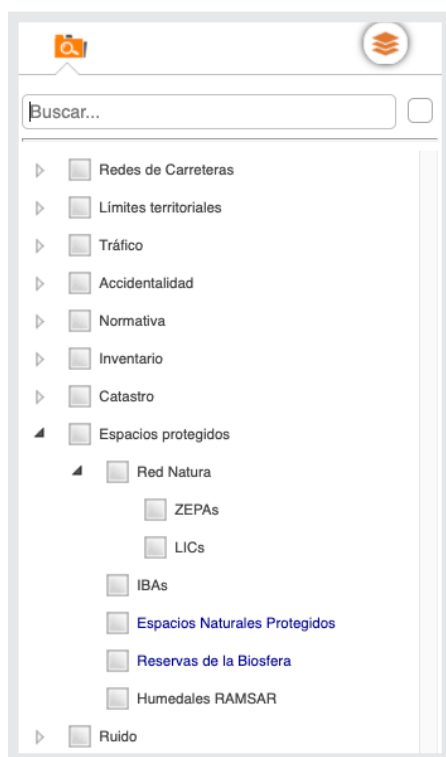 Buscar...
Redes de Carreteras
Límites territoriales
Tráfico
Accidentalidad
Normativa
Inventario
Catastro
Espacios protegidos
Red Natura
ZEPAs
LICs
IBAs
Espacios Naturales Protegidos
Reservas de la Biosfera
Humedales RAMSAR
Ruido